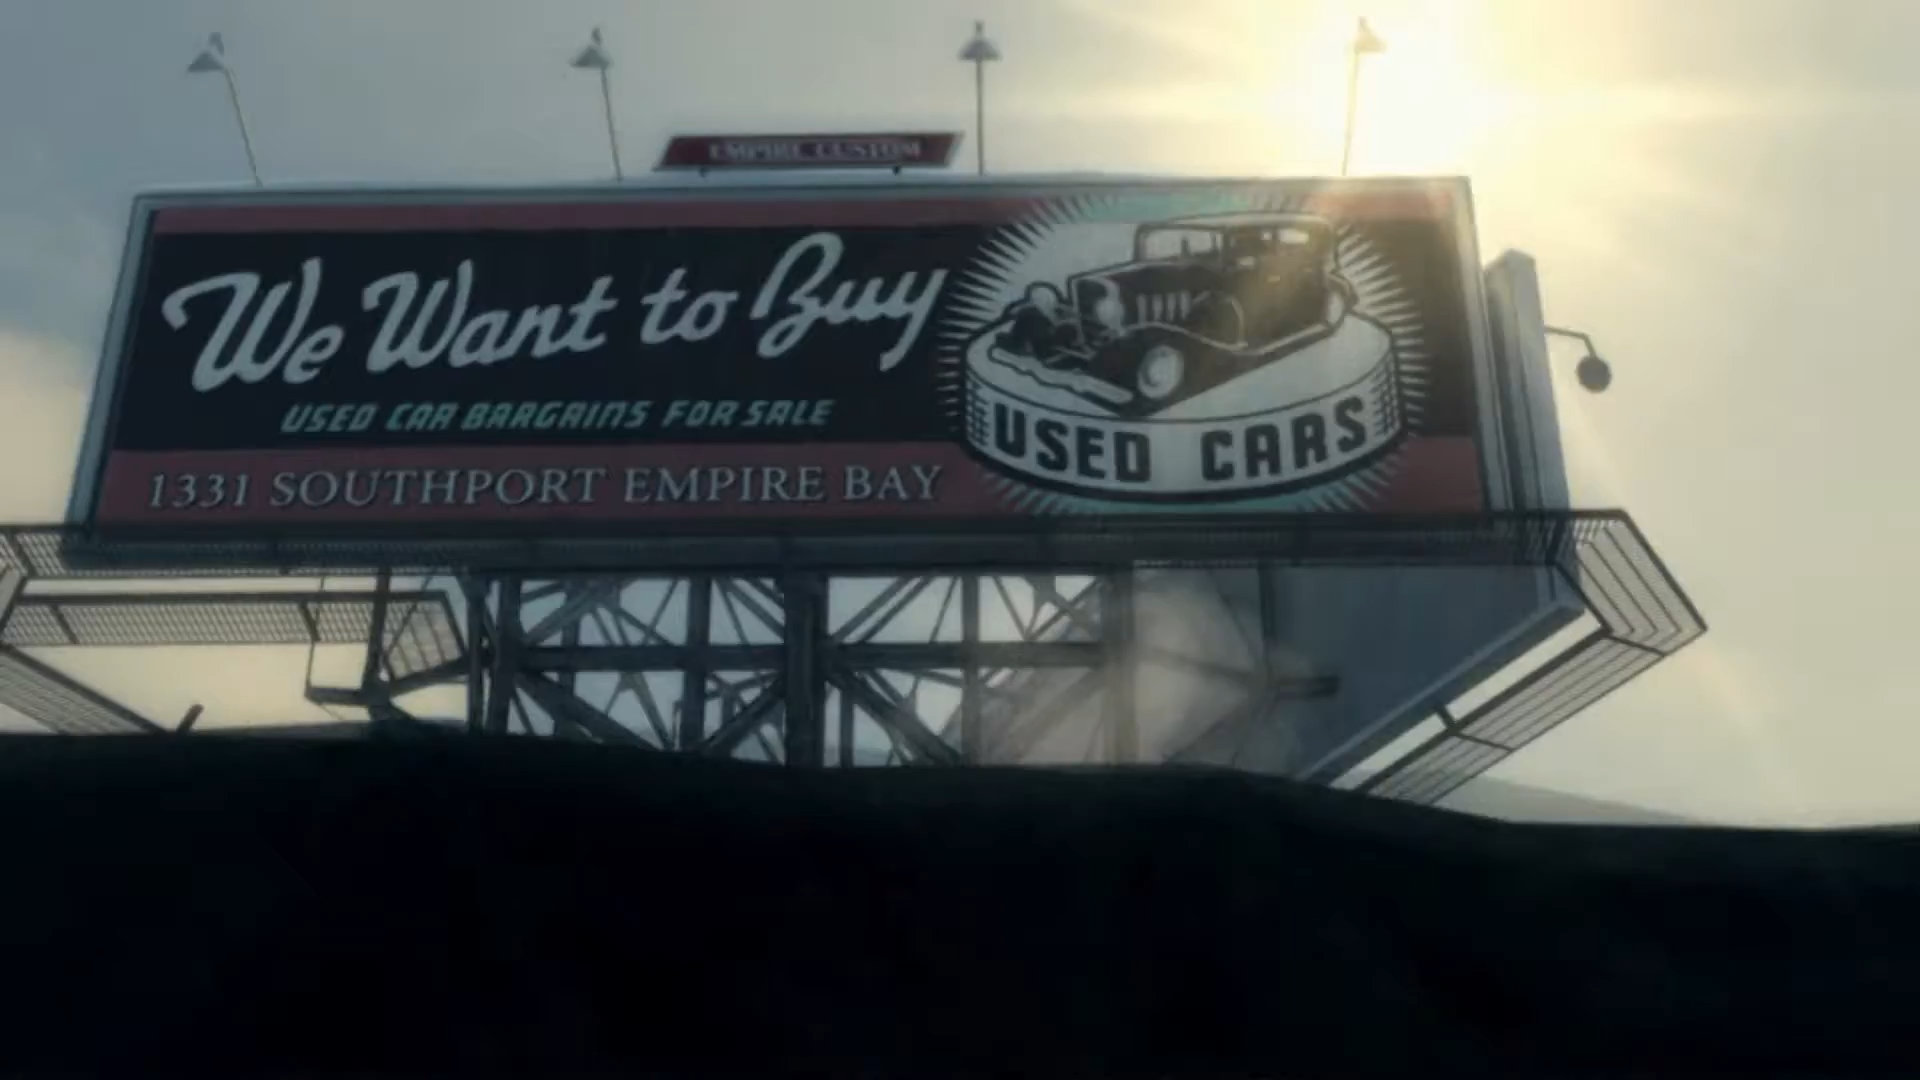 EMPIRE CUSTOM
We Want to Buy
USED CAR BARGAINS FOR SALE
1331 SOUTHPORT EMPIRE BAY
USED CARS